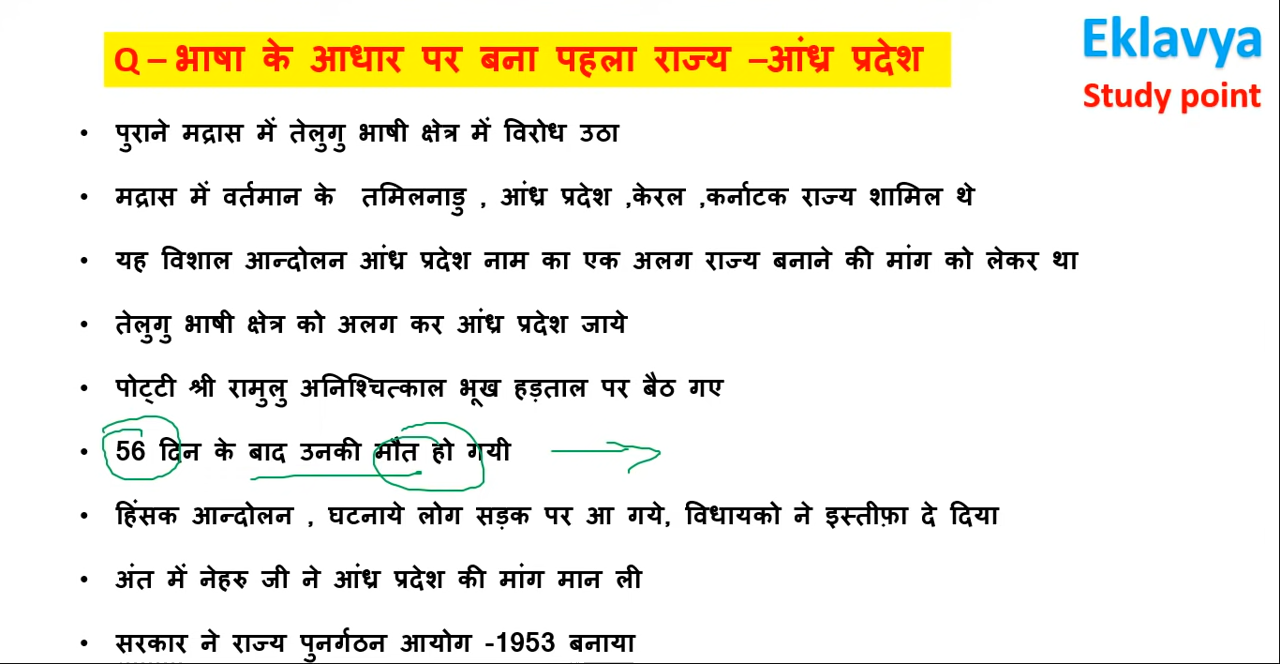 Q – भाषा के आधार पर बना पहला राज्य –आंध्र प्रदेश
Eklavya
Study point
• पुराने मद्रास में तेलुगु भाषी क्षेत्र में विरोध उठा
• मद्रास में वर्तमान के तमिलनाडु , आंध्र प्रदेश ,केरल ,कर्नाटक राज्य शामिल थे
• यह विशाल आन्दोलन आंध्र प्रदेश नाम का एक अलग राज्य बनाने की मांग को लेकर था
• तेलुगु भाषी क्षेत्र को अलग कर आंध्र प्रदेश जाये
• पोट्टी श्री रामुलु अनिश्चित्काल भूख हड़ताल पर बैठ गए
• 56 दिन के बाद उनकी मौत हो गयी
• हिंसक आन्दोलन , घटनाये लोग सड़क पर आ गये, विधायको ने इस्तीफ़ा दे दिया
• अंत में नेहरु जी ने आंध्र प्रदेश की मांग मान ली
• सरकार ने राज्य पुनर्गठन आयोग -1953 बनाया